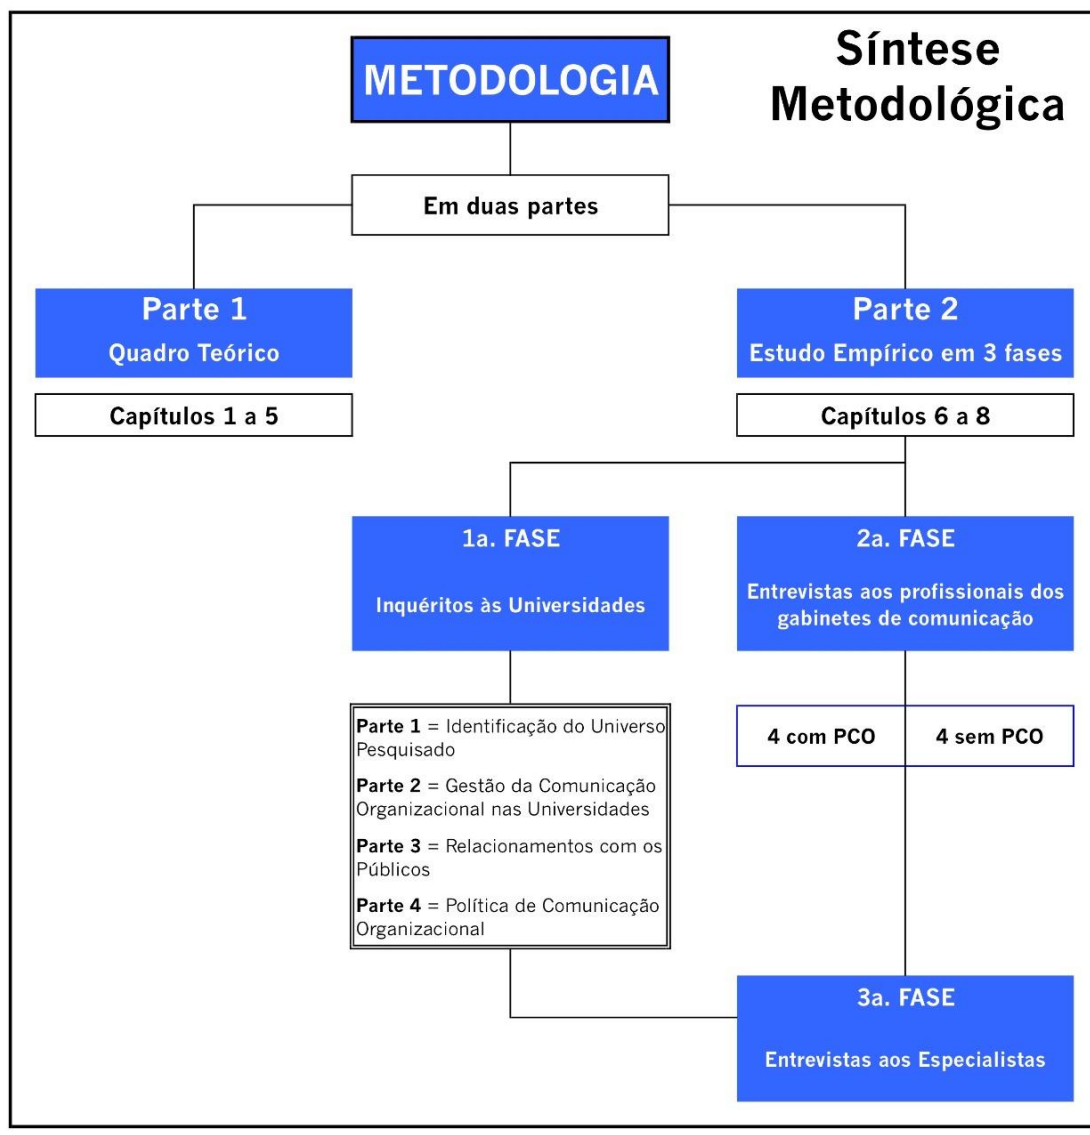 Síntese
Metodológica
METODOLOGIA
Em duas partes
Parte 1
Quadro Teórico
Capítulos 1 a 5
Parte 2
Estudo Empírico em 3 fases
Capítulos 6 a 8
1a. FASE
Inquéritos às Universidades
2a. FASE
Entrevistas aos profissionais dos
gabinetes de comunicação
Parte 1 = Identificação do Universo
Pesquisado
Parte 2 = Gestão da Comunicação
Organizacional nas Universidades
Parte 3 = Relacionamentos com os
Públicos
Parte 4 = Política de Comunicação
Organizacional
4 com PCO
4 sem PCO
3a. FASE
Entrevistas aos Especialistas